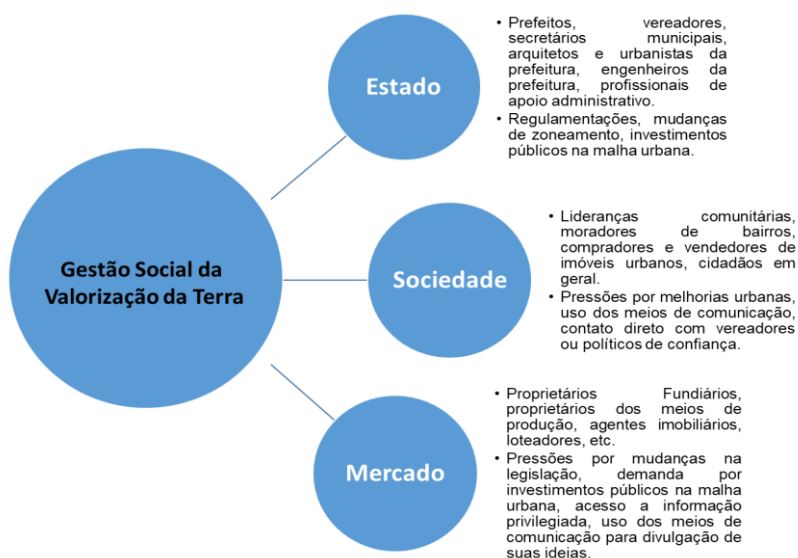 • Prefeitos, vereadores,
secretários municipais,
arquitetos e urbanistas da
prefeitura, engenheiros da
prefeitura, profissionais de
apoio administrativo.
• Regulamentações, mudanças
de zoneamento, investimentos
públicos na malha urbana.
Estado
Gestão Social da
Valorização da Terra
Sociedade
• Lideranças comunitárias,
moradores de bairros,
compradores e vendedores de
imóveis urbanos, cidadãos em
geral.
• Pressões por melhorias urbanas,
uso dos meios de comunicação,
contato direto com vereadores
ou políticos de confiança.
Mercado
• Proprietários Fundiários,
proprietários dos meios de
produção, agentes imobiliários,
loteadores, etc.
• Pressões por mudanças na
legislação, demanda por
investimentos públicos na malha
urbana, acesso a informação
privilegiada, uso dos meios de
comunicação para divulgação de
suas ideias.